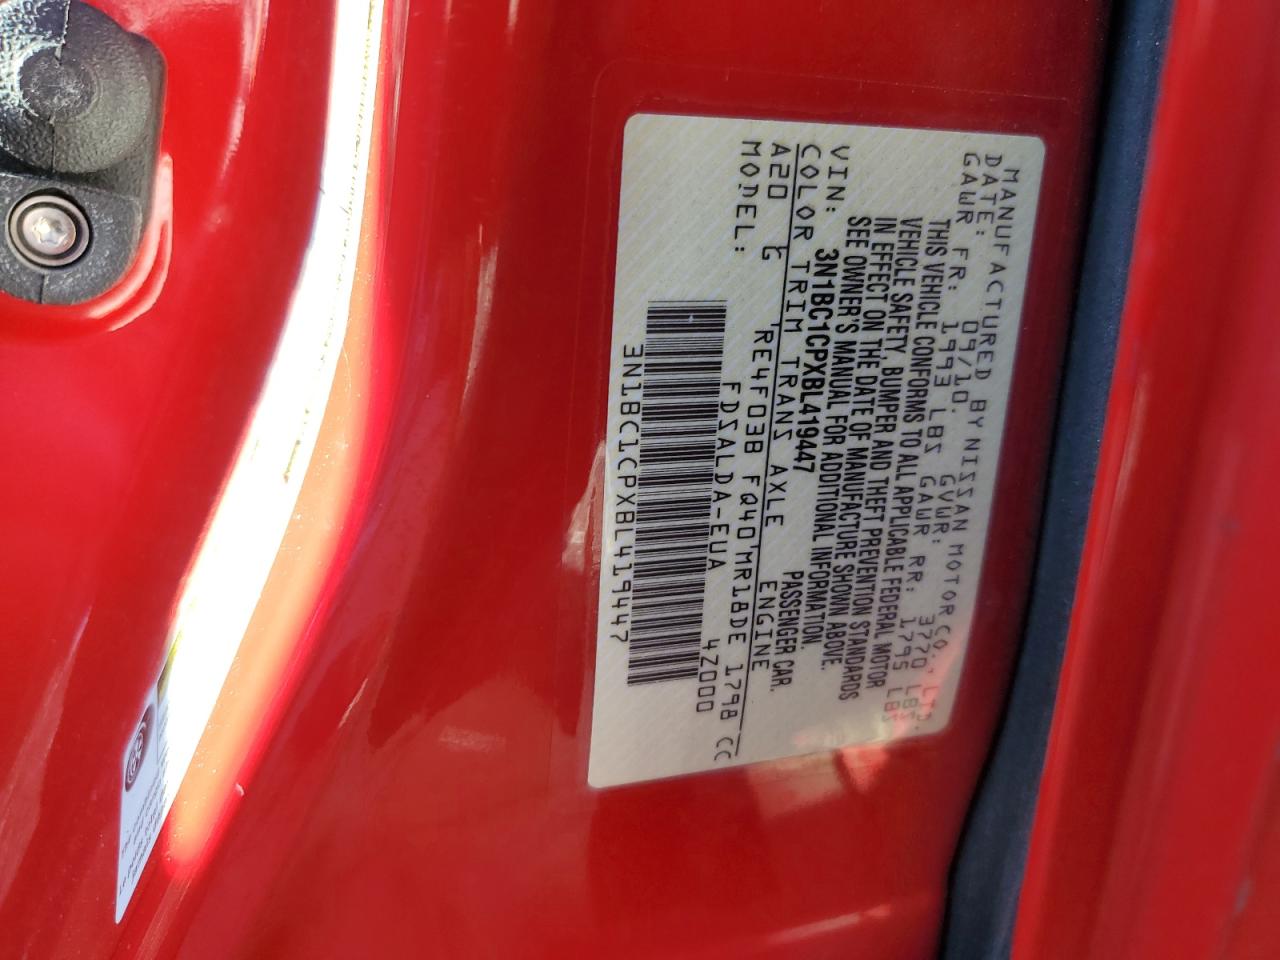 MANUFACTURED BY NISSAN MOTOR CO., LTD.
DATE: 09/10. GVWR: 3770 LBS.
GAWR FR: 1993 LBS GAWR RR: 1795 LBS
THIS VEHICLE CONFORMS TO ALL APPLICABLE FEDERAL MOTOR
VEHICLE SAFETY, BUMPER AND THEFT PREVENTION STANDARDS
IN EFFECT ON THE DATE OF MANUFACTURE SHOWN ABOVE.
SEE OWNER'S MANUAL FOR ADDITIONAL INFORMATION.
VIN: 3N1BC1CPXBL419447 PASSENGER CAR.
COLOR TRIM TRANS AXLE ENGINE
A20 G RE4F03B FQ40 MR18DE 1798 CC
MODEL: FDSALDA-EUA 4Z000
3N1BC1CPXBL419447